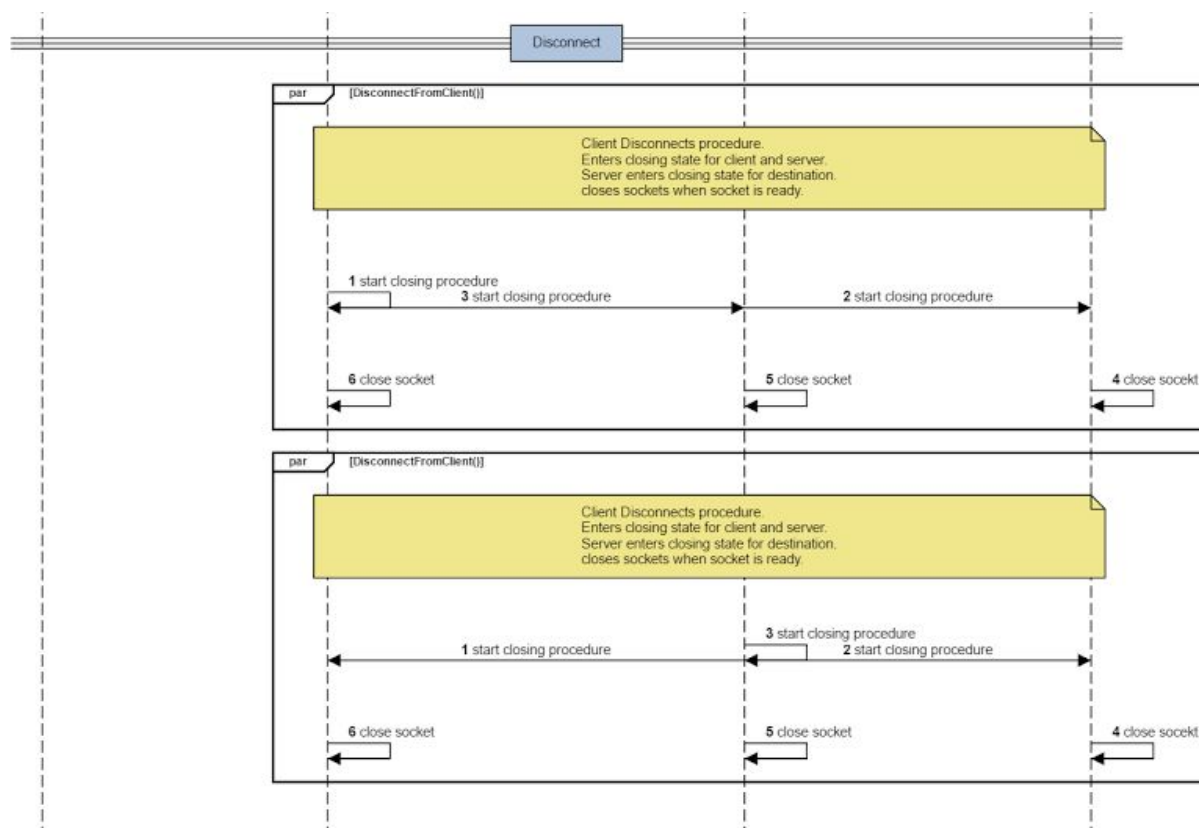 Disconnect
par [DisconnectFromClient()]
Client Disconnects procedure.
Enters closing state for client and server.
Server enters closing state for destination.
closes sockets when socket is ready.
1 start closing procedure
3 start closing procedure
2 start closing procedure
6 close socket
5 close socket
4 close socekt
par [DisconnectFromClient()]
Client Disconnects procedure.
Enters closing state for client and server.
Server enters closing state for destination.
closes sockets when socket is ready.
3 start closing procedure
1 start closing procedure
2 start closing procedure
6 close socket
5 close socket
4 close socekt